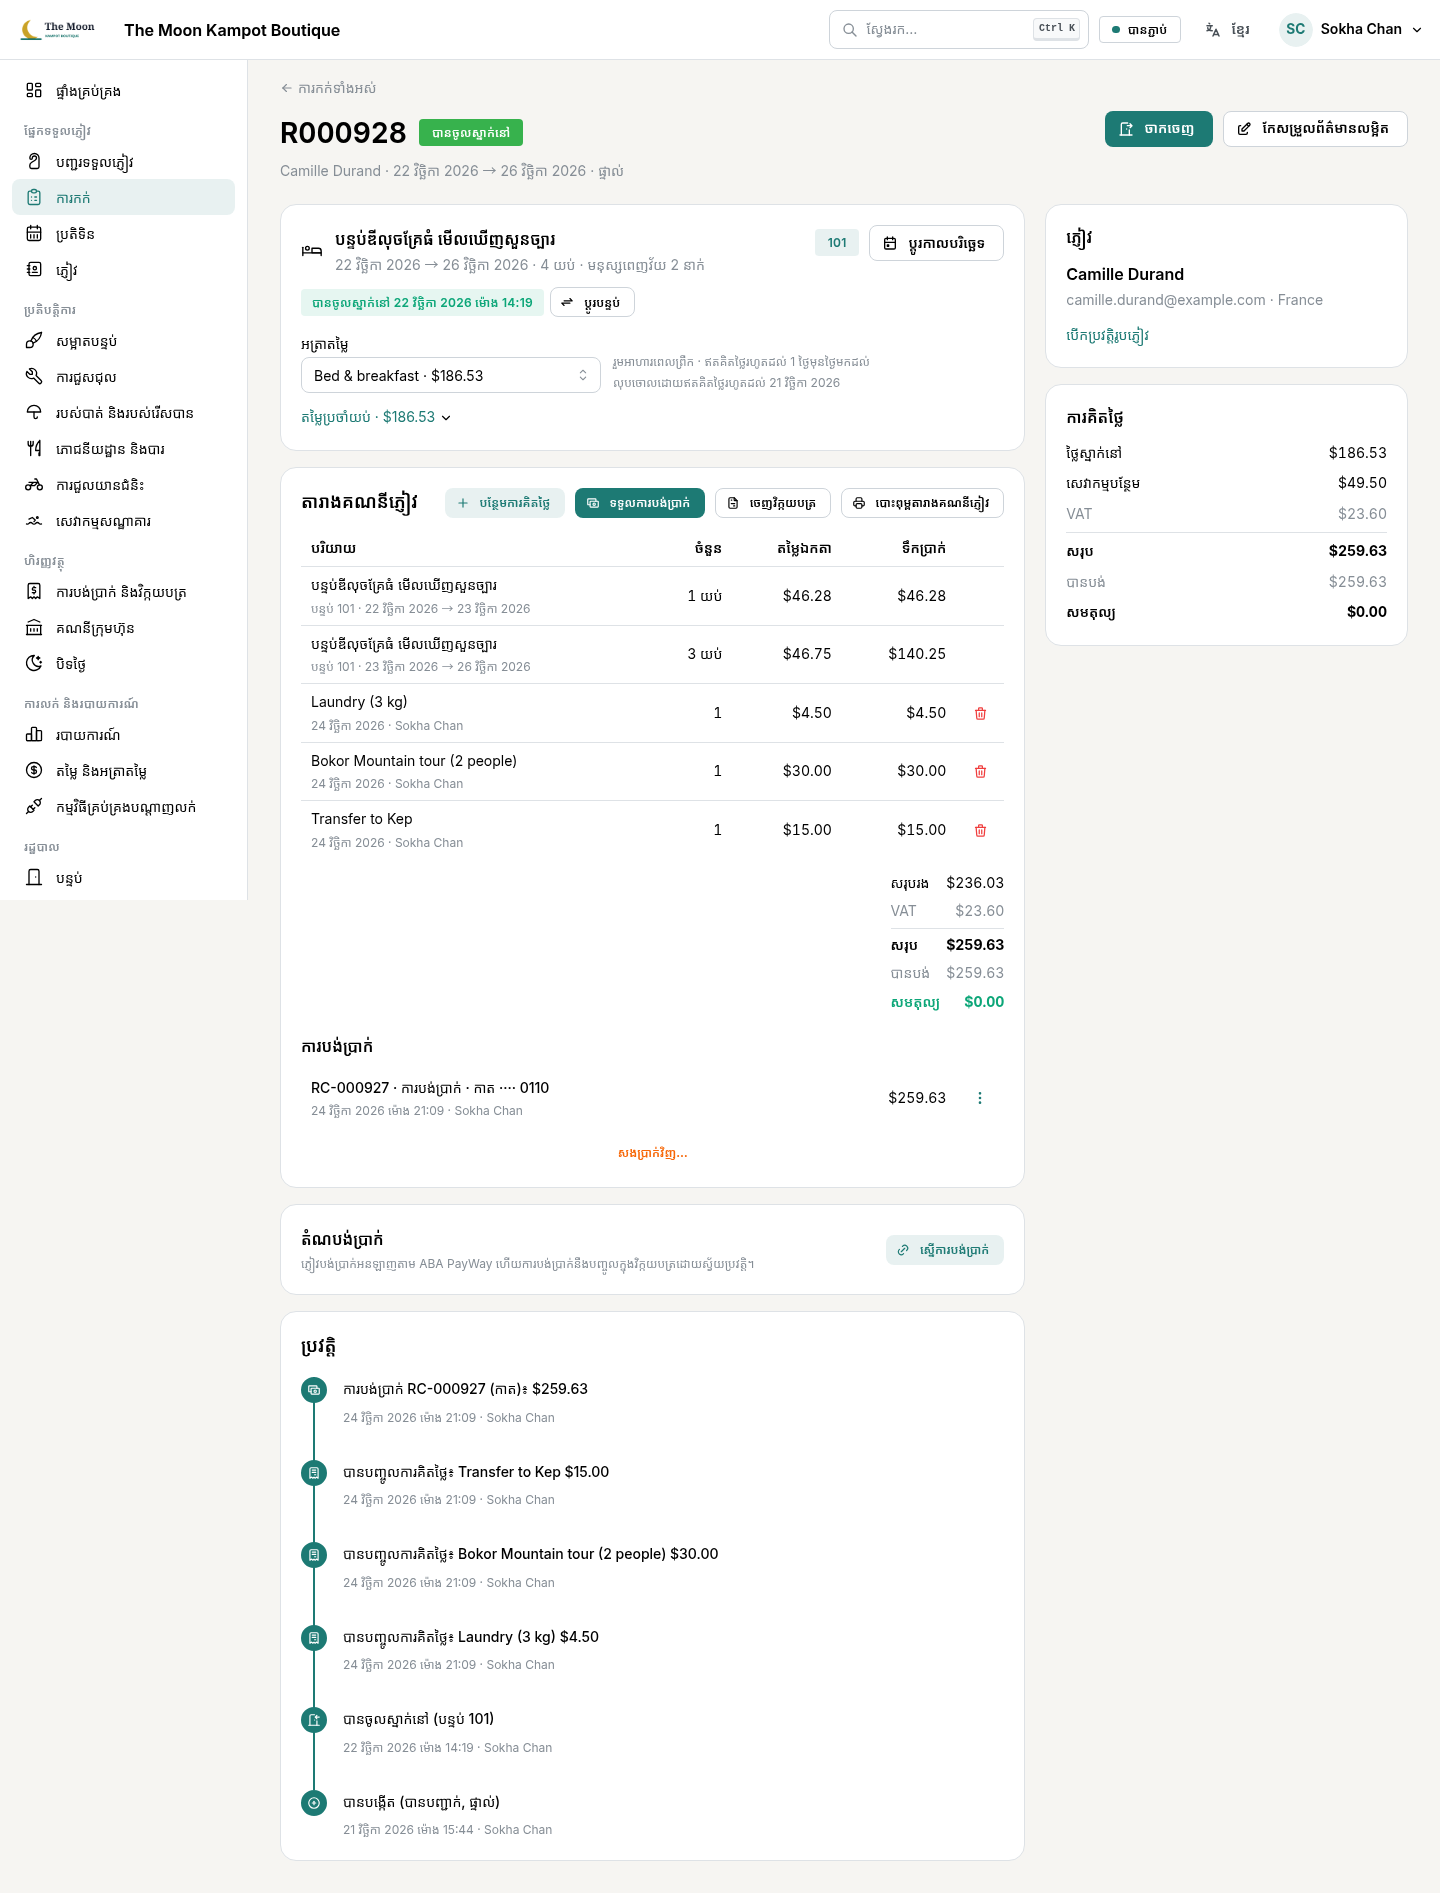 The Moon
KAMPOT BOUTIQUE
The Moon Kampot Boutique
ស្វែងរក...
Ctrl K
បានភ្ជាប់
ខ្មែរ
SC
Sokha Chan
ផ្ទាំងគ្រប់គ្រង
ផ្នែកទទួលភ្ញៀវ
បញ្ជរទទួលភ្ញៀវ
ការកក់
ប្រតិទិន
ភ្ញៀវ
ប្រតិបត្តិការ
សម្អាតបន្ទប់
ការជួសជុល
របស់បាត់ និងរបស់រើសបាន
ភោជនីយដ្ឋាន និងបារ
ការជួលយានជំនិះ
សេវាកម្មសណ្ឋាគារ
ហិរញ្ញវត្ថុ
ការបង់ប្រាក់ និងវិក្កយបត្រ
គណនីក្រុមហ៊ុន
បិទថ្ងៃ
ការលក់ និងរបាយការណ៍
របាយការណ៍
តម្លៃ និងអត្រាតម្លៃ
កម្មវិធីគ្រប់គ្រងបណ្តាញលក់
រដ្ឋបាល
បន្ទប់
ការកក់ទាំងអស់
R000928
បានចូលស្នាក់នៅ
Camille Durand · 22 វិច្ឆិកា 2026 → 26 វិច្ឆិកា 2026 · ផ្ទាល់
ចាកចេញ
កែសម្រួលព័ត៌មានលម្អិត
បន្ទប់ឌីលុចគ្រែធំ មើលឃើញសួនច្បារ
22 វិច្ឆិកា 2026 → 26 វិច្ឆិកា 2026 · 4 យប់ · មនុស្សពេញវ័យ 2 នាក់
101
ប្តូរកាលបរិច្ឆេទ
បានចូលស្នាក់នៅ 22 វិច្ឆិកា 2026 ម៉ោង 14:19
ប្តូរបន្ទប់
អត្រាតម្លៃ
Bed & breakfast · $186.53
រួមអាហារពេលព្រឹក · ឥតគិតថ្លៃរហូតដល់ 1 ថ្ងៃមុនថ្ងៃមកដល់
លុបចោលដោយឥតគិតថ្លៃរហូតដល់ 21 វិច្ឆិកា 2026
តម្លៃប្រចាំយប់ · $186.53
តារាងគណនីភ្ញៀវ
បន្ថែមការគិតថ្លៃ
ទទួលការបង់ប្រាក់
ចេញវិក្កយបត្រ
បោះពុម្ពតារាងគណនីភ្ញៀវ
បរិយាយ ចំនួន តម្លៃឯកតា ទឹកប្រាក់
បន្ទប់ឌីលុចគ្រែធំ មើលឃើញសួនច្បារ
បន្ទប់ 101 · 22 វិច្ឆិកា 2026 → 23 វិច្ឆិកា 2026
1 យប់ $46.28 $46.28
បន្ទប់ឌីលុចគ្រែធំ មើលឃើញសួនច្បារ
បន្ទប់ 101 · 23 វិច្ឆិកា 2026 → 26 វិច្ឆិកា 2026
3 យប់ $46.75 $140.25
Laundry (3 kg)
24 វិច្ឆិកា 2026 · Sokha Chan
1 $4.50 $4.50
Bokor Mountain tour (2 people)
24 វិច្ឆិកា 2026 · Sokha Chan
1 $30.00 $30.00
Transfer to Kep
24 វិច្ឆិកា 2026 · Sokha Chan
1 $15.00 $15.00
សរុបរង $236.03
VAT $23.60
សរុប $259.63
បានបង់ $259.63
សមតុល្យ $0.00
ការបង់ប្រាក់
RC-000927 · ការបង់ប្រាក់ · កាត ···· 0110
24 វិច្ឆិកា 2026 ម៉ោង 21:09 · Sokha Chan
$259.63
សងប្រាក់វិញ...
តំណបង់ប្រាក់
ភ្ញៀវបង់ប្រាក់អនឡាញតាម ABA PayWay ហើយការបង់ប្រាក់នឹងបញ្ចូលក្នុងវិក្កយបត្រដោយស្វ័យប្រវត្តិ។
ស្នើការបង់ប្រាក់
ប្រវត្តិ
ការបង់ប្រាក់ RC-000927 (កាត)៖ $259.63
24 វិច្ឆិកា 2026 ម៉ោង 21:09 · Sokha Chan
បានបញ្ចូលការគិតថ្លៃ៖ Transfer to Kep $15.00
24 វិច្ឆិកា 2026 ម៉ោង 21:09 · Sokha Chan
បានបញ្ចូលការគិតថ្លៃ៖ Bokor Mountain tour (2 people) $30.00
24 វិច្ឆិកា 2026 ម៉ោង 21:09 · Sokha Chan
បានបញ្ចូលការគិតថ្លៃ៖ Laundry (3 kg) $4.50
24 វិច្ឆិកា 2026 ម៉ោង 21:09 · Sokha Chan
បានចូលស្នាក់នៅ (បន្ទប់ 101)
22 វិច្ឆិកា 2026 ម៉ោង 14:19 · Sokha Chan
បានបង្កើត (បានបញ្ជាក់, ផ្ទាល់)
21 វិច្ឆិកា 2026 ម៉ោង 15:44 · Sokha Chan
ភ្ញៀវ
Camille Durand
camille.durand@example.com · France
បើកប្រវត្តិរូបភ្ញៀវ
ការគិតថ្លៃ
ថ្លៃស្នាក់នៅ $186.53
សេវាកម្មបន្ថែម $49.50
VAT $23.60
សរុប $259.63
បានបង់ $259.63
សមតុល្យ $0.00